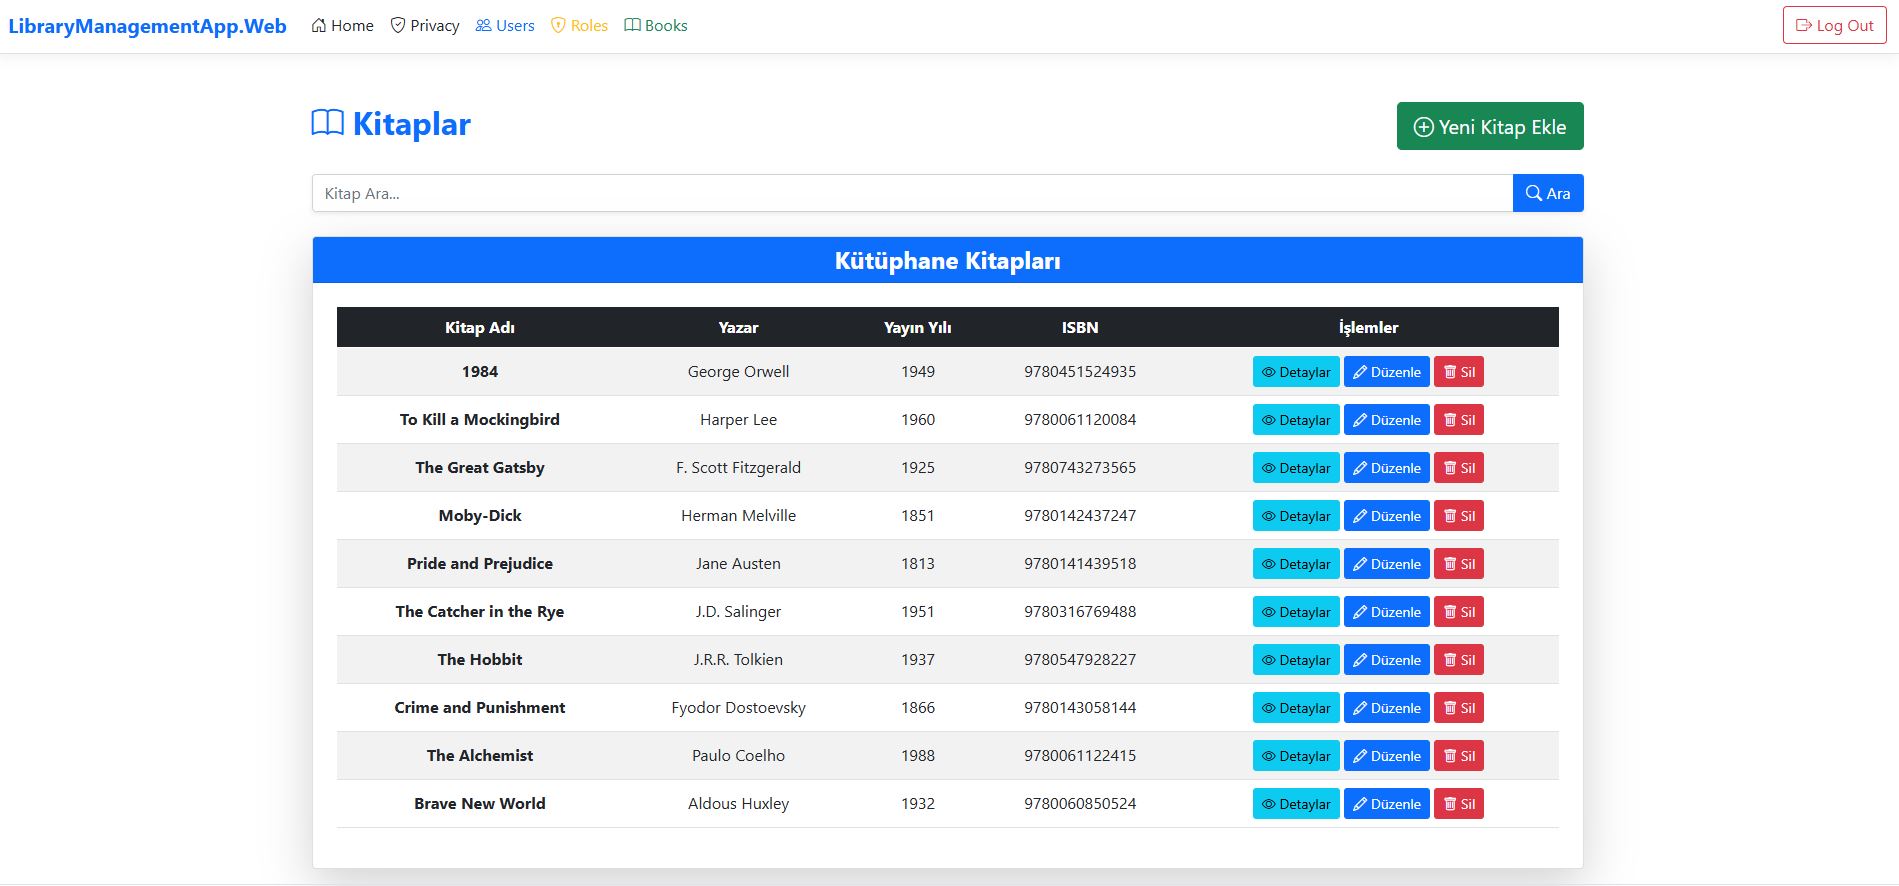 LibraryManagementApp.Web Home Privacy Users Roles Books Log Out
Kitaplar Yeni Kitap Ekle
Kitap Ara... Ara
Kütüphane Kitapları
Kitap Adı Yazar Yayın Yılı ISBN İşlemler
1984 George Orwell 1949 9780451524935 Detaylar Düzenle Sil
To Kill a Mockingbird Harper Lee 1960 9780061120084 Detaylar Düzenle Sil
The Great Gatsby F. Scott Fitzgerald 1925 9780743273565 Detaylar Düzenle Sil
Moby-Dick Herman Melville 1851 9780142437247 Detaylar Düzenle Sil
Pride and Prejudice Jane Austen 1813 9780141439518 Detaylar Düzenle Sil
The Catcher in the Rye J.D. Salinger 1951 9780316769488 Detaylar Düzenle Sil
The Hobbit J.R.R. Tolkien 1937 9780547928227 Detaylar Düzenle Sil
Crime and Punishment Fyodor Dostoevsky 1866 9780143058144 Detaylar Düzenle Sil
The Alchemist Paulo Coelho 1988 9780061122415 Detaylar Düzenle Sil
Brave New World Aldous Huxley 1932 9780060850524 Detaylar Düzenle Sil